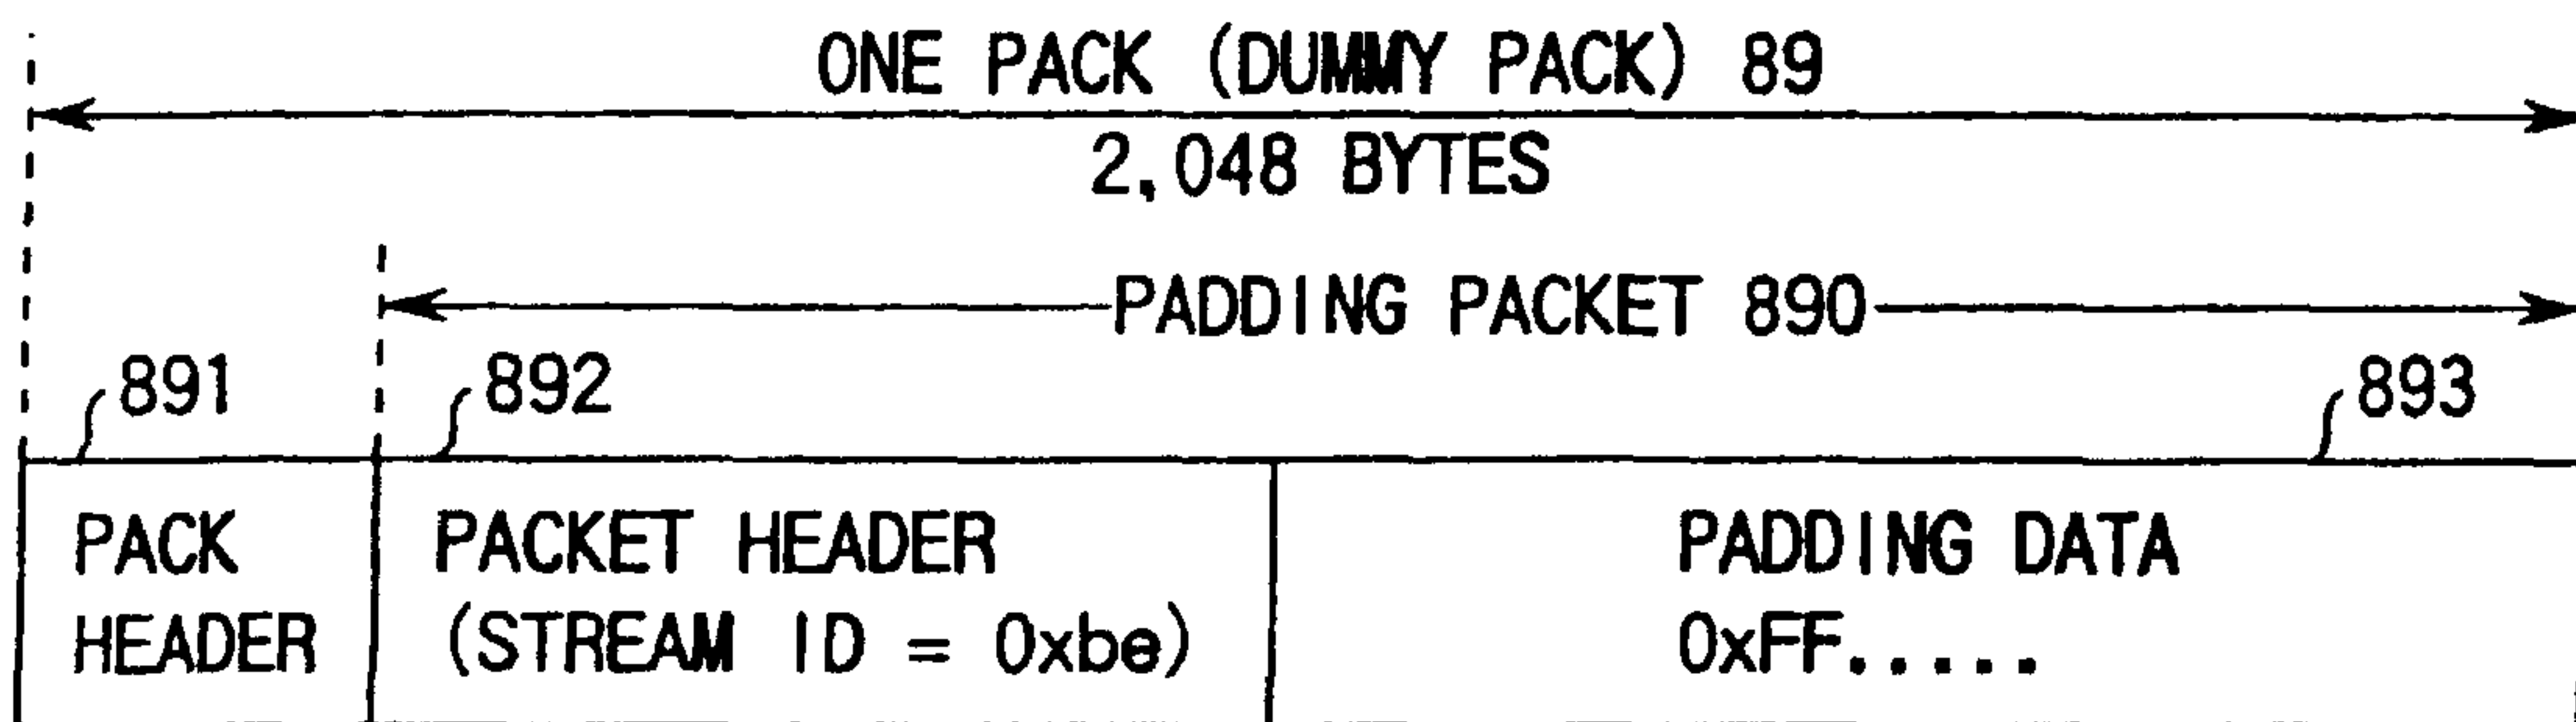 ONE PACK (DUMMY PACK) 89
2,048 BYTES
PADDING PACKET 890
891
892
893
PACK
HEADER
PACKET HEADER
(STREAM ID = 0xbe)
PADDING DATA
0xFF.....